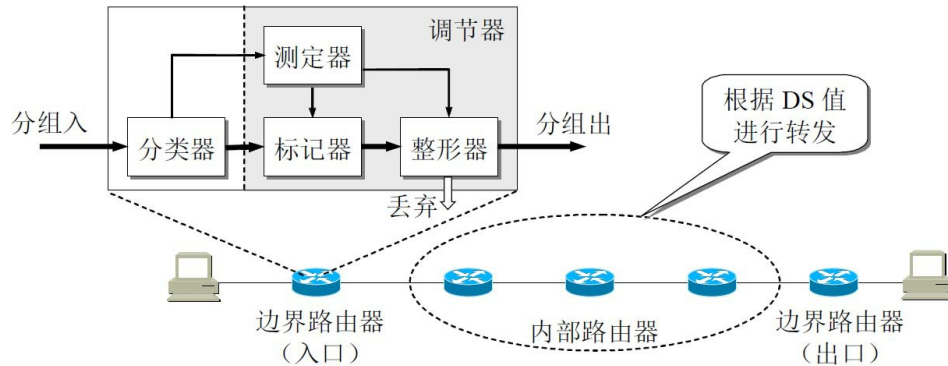 调节器
测定器
分组入
分类器
标记器
整形器
分组出
丢弃
根据 DS 值
进行转发
边界路由器
（入口）
内部路由器
边界路由器
（出口）